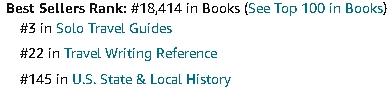 Best Sellers Rank: #18,414 in Books (See Top 100 in Books)
#3 in Solo Travel Guides
#22 in Travel Writing Reference
#145 in U.S. State & Local History